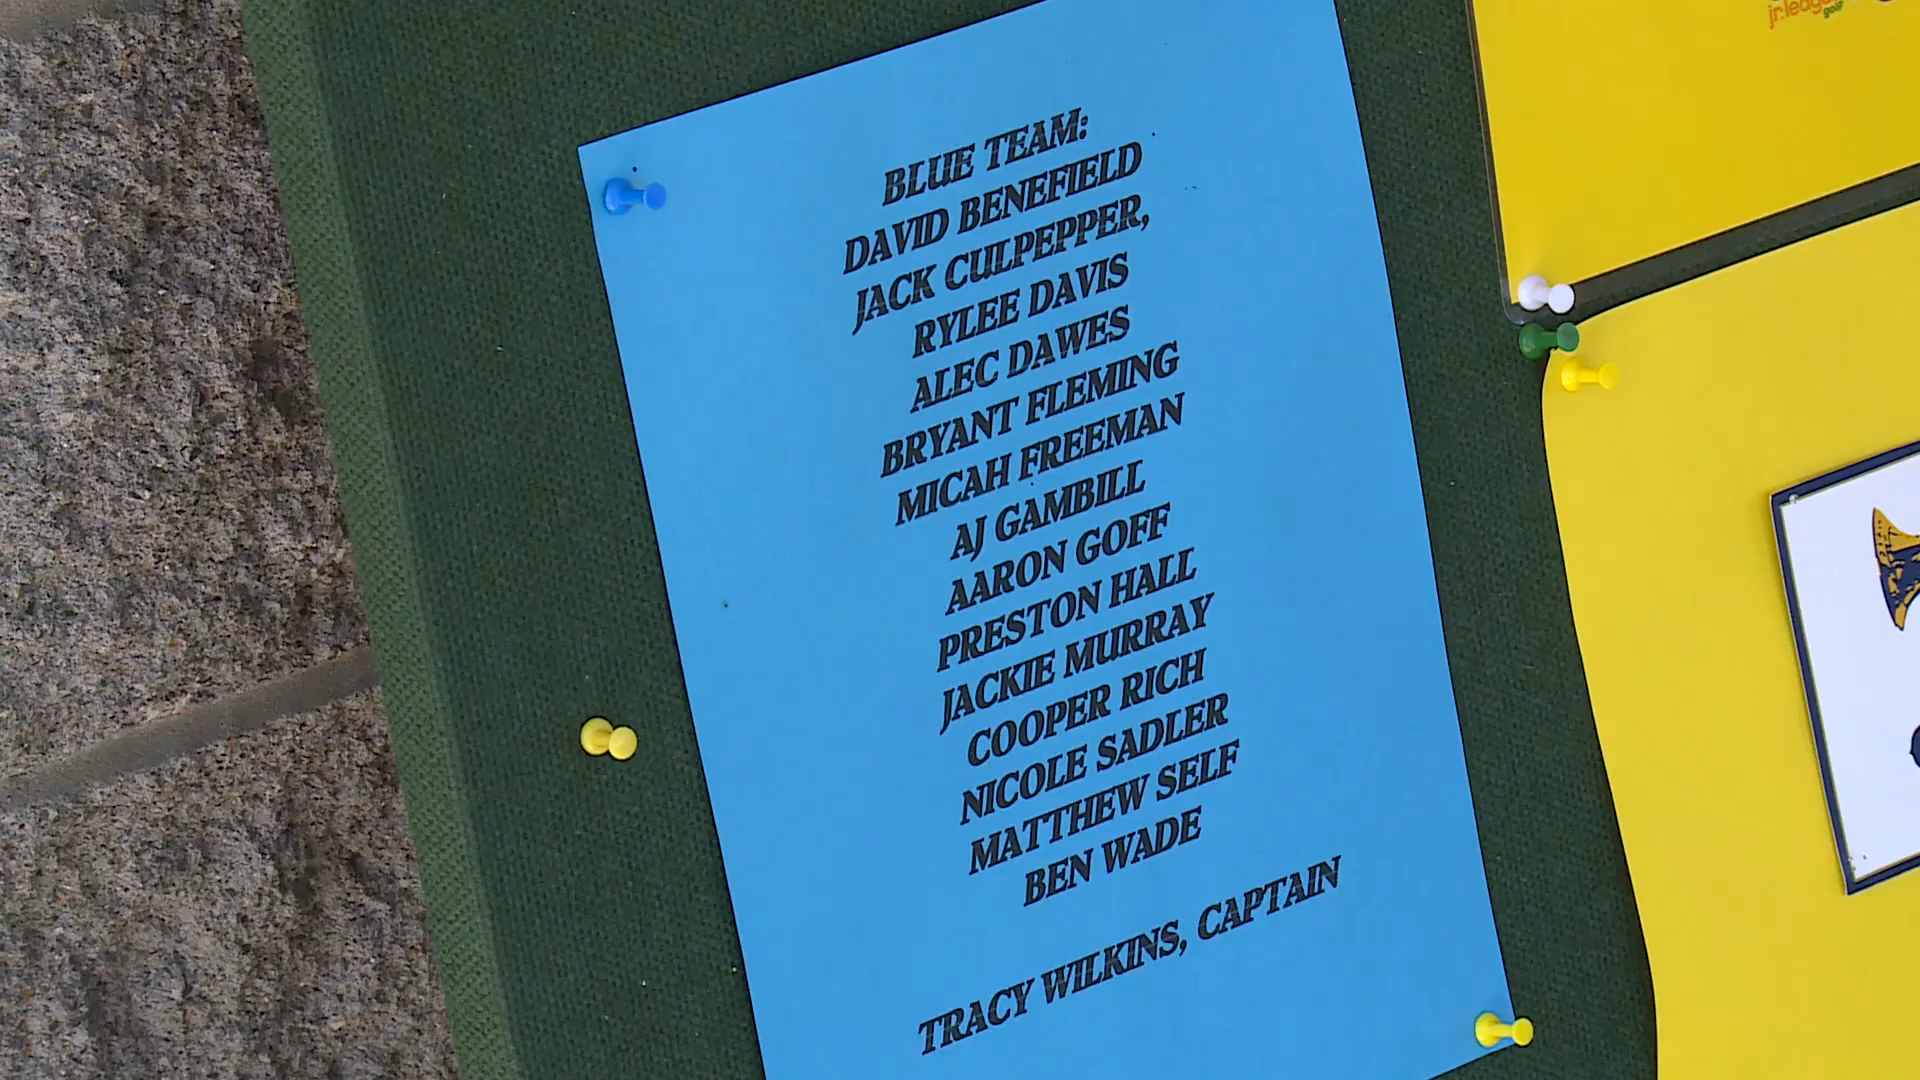 BLUE TEAM:
DAVID BENEFIELD
JACK CULPEPPER,
RYLEE DAVIS
ALEC DAWES
BRYANT FLEMING
MICAH FREEMAN
AJ GAMBILL
AARON GOFF
PRESTON HALL
JACKIE MURRAY
COOPER RICH
NICOLE SADLER
MATTHEW SELF
BEN WADE
TRACY WILKINS, CAPTAIN
golf